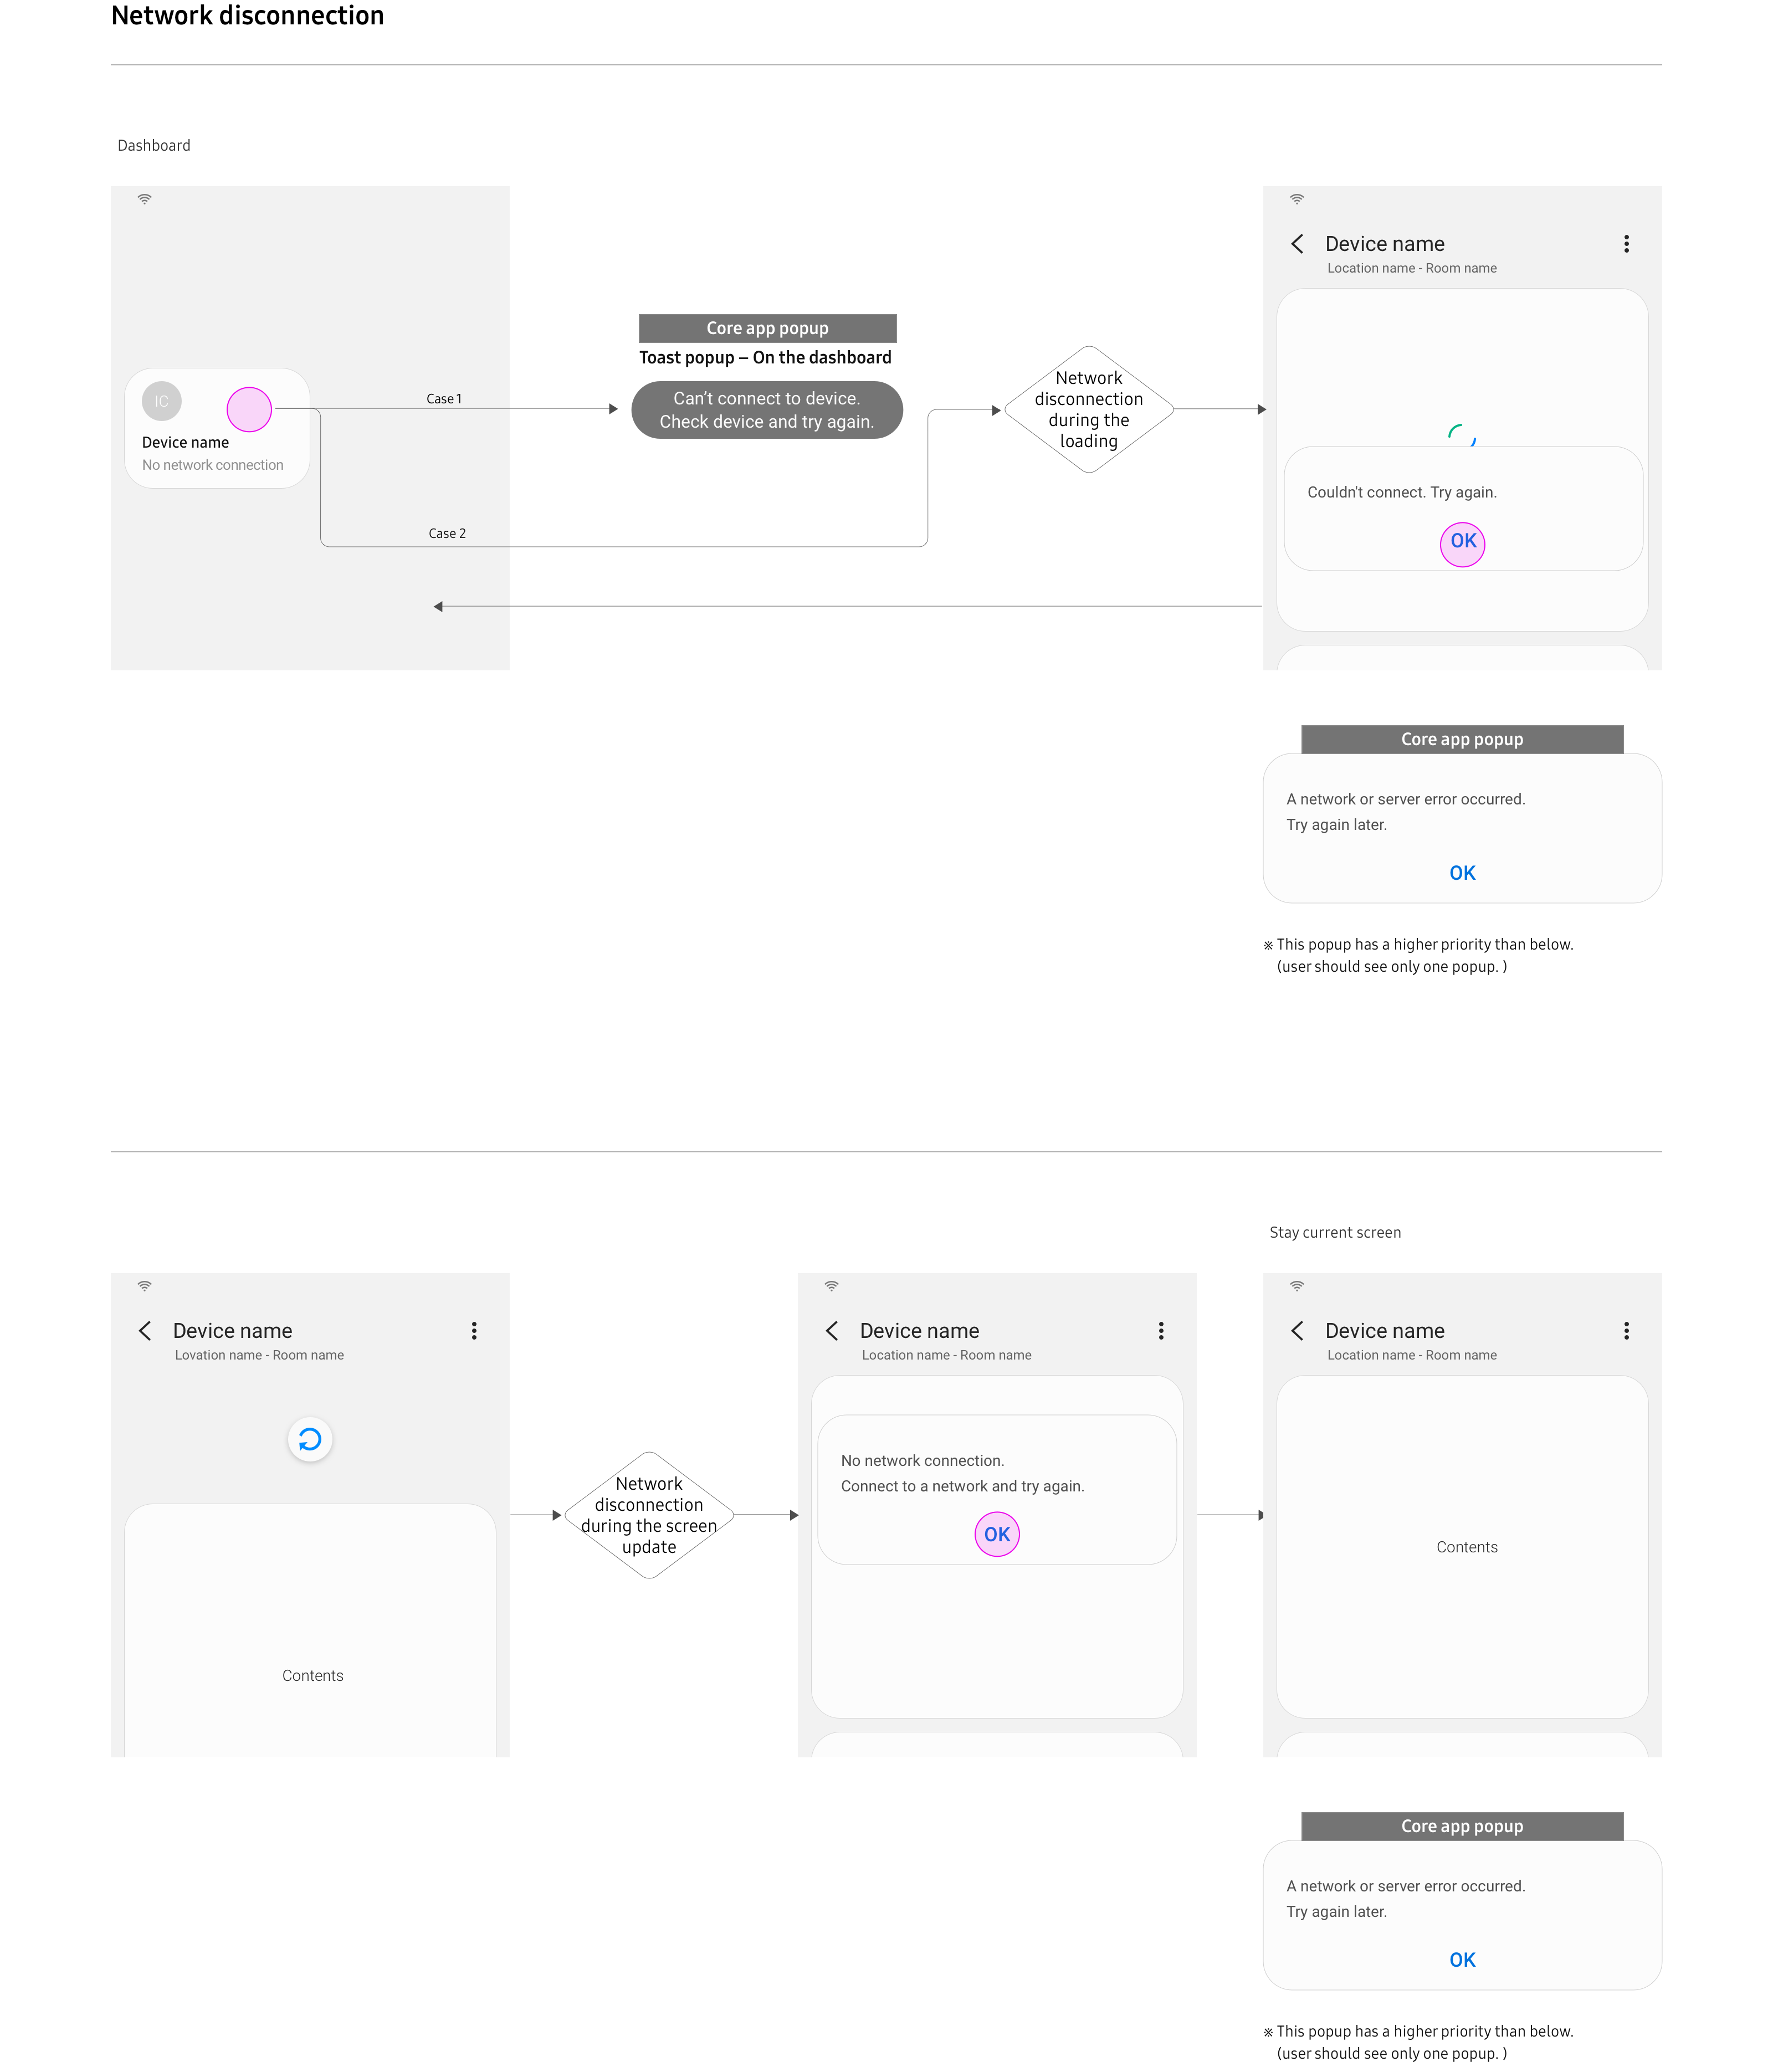 Network disconnection
Dashboard
IC
Device name
No network connection
Case 1
Case 2
Core app popup
Toast popup – On the dashboard
Can’t connect to device.
Check device and try again.
Network
disconnection
during the
loading
Device name
Location name - Room name
Couldn't connect. Try again.
OK
Core app popup
A network or server error occurred.
Try again later.
OK
※ This popup has a higher priority than below.
(user should see only one popup. )
Device name
Lovation name - Room name
Contents
Network
disconnection
during the screen
update
Device name
Location name - Room name
No network connection.
Connect to a network and try again.
OK
Stay current screen
Device name
Location name - Room name
Contents
Core app popup
A network or server error occurred.
Try again later.
OK
※ This popup has a higher priority than below.
(user should see only one popup. )